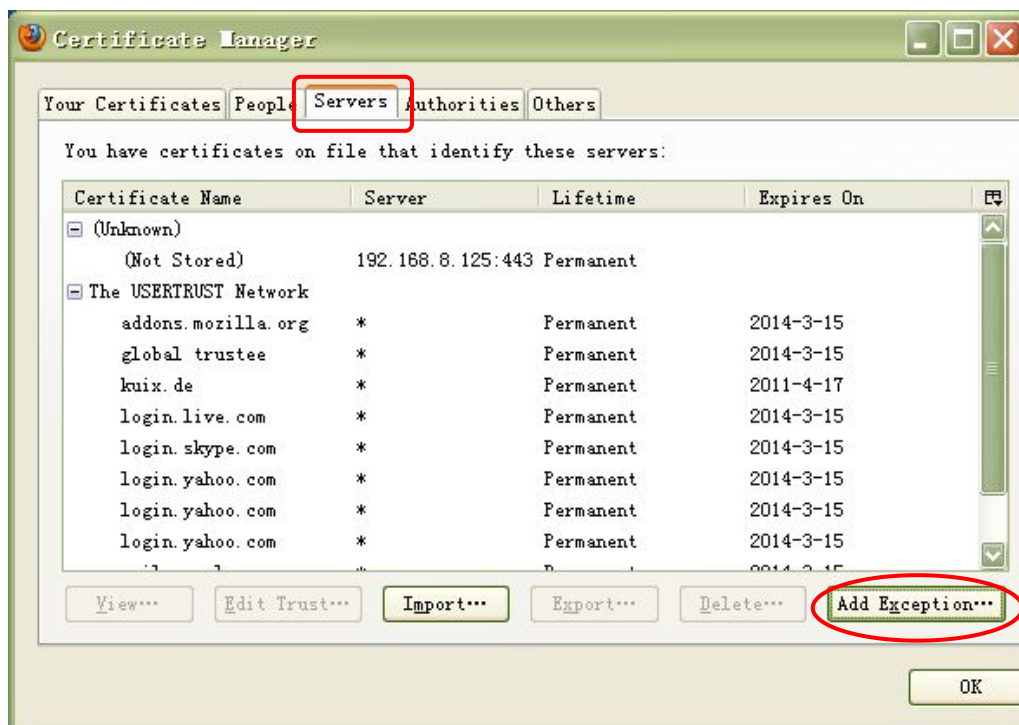 Certificate Manager
Your Certificates People Servers Authorities Others
You have certificates on file that identify these servers:
Certificate Name Server Lifetime Expires On
(Unknown)
(Not Stored) 192.168.8.125:443 Permanent
The USERTRUST Network
addons.mozilla.org * Permanent 2014-3-15
global trustee * Permanent 2014-3-15
kuix.de * Permanent 2011-4-17
login.live.com * Permanent 2014-3-15
login.skype.com * Permanent 2014-3-15
login.yahoo.com * Permanent 2014-3-15
login.yahoo.com * Permanent 2014-3-15
login.yahoo.com * Permanent 2014-3-15
View… Edit Trust… Import… Export… Delete… Add Exception…
OK